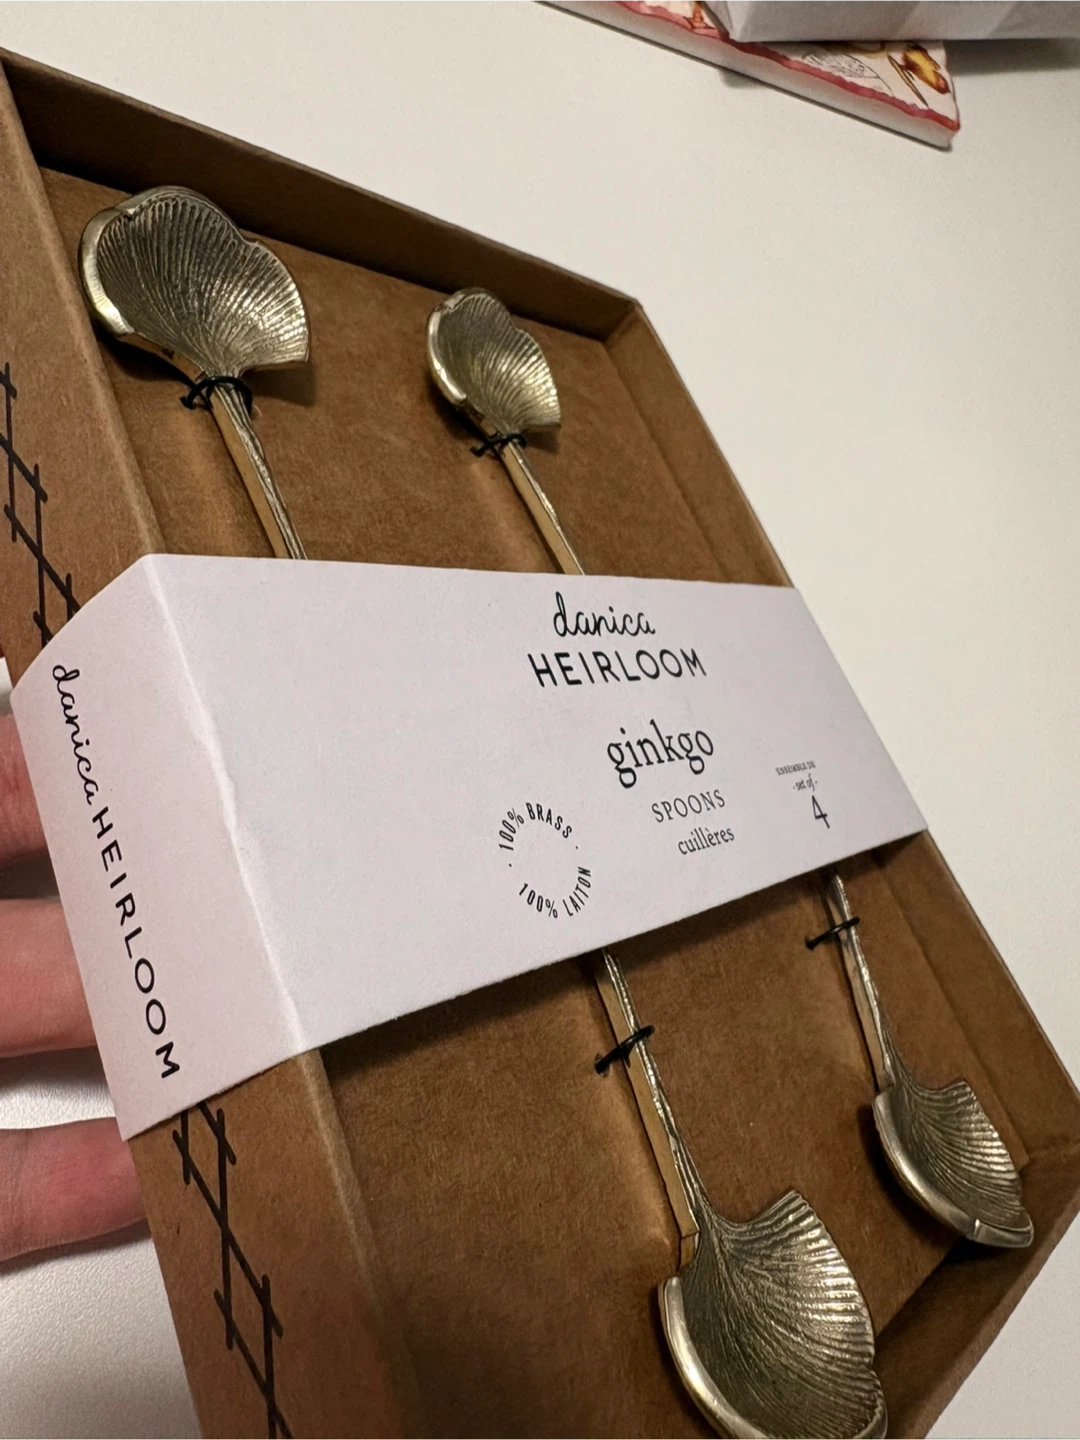 danica
HEIRLOOM
ginkgo
SPOONS
cuillères
ENSEMBLE DE
-set of-
4
· 100% BRASS ·
100% LAITON
danica HEIRLOOM